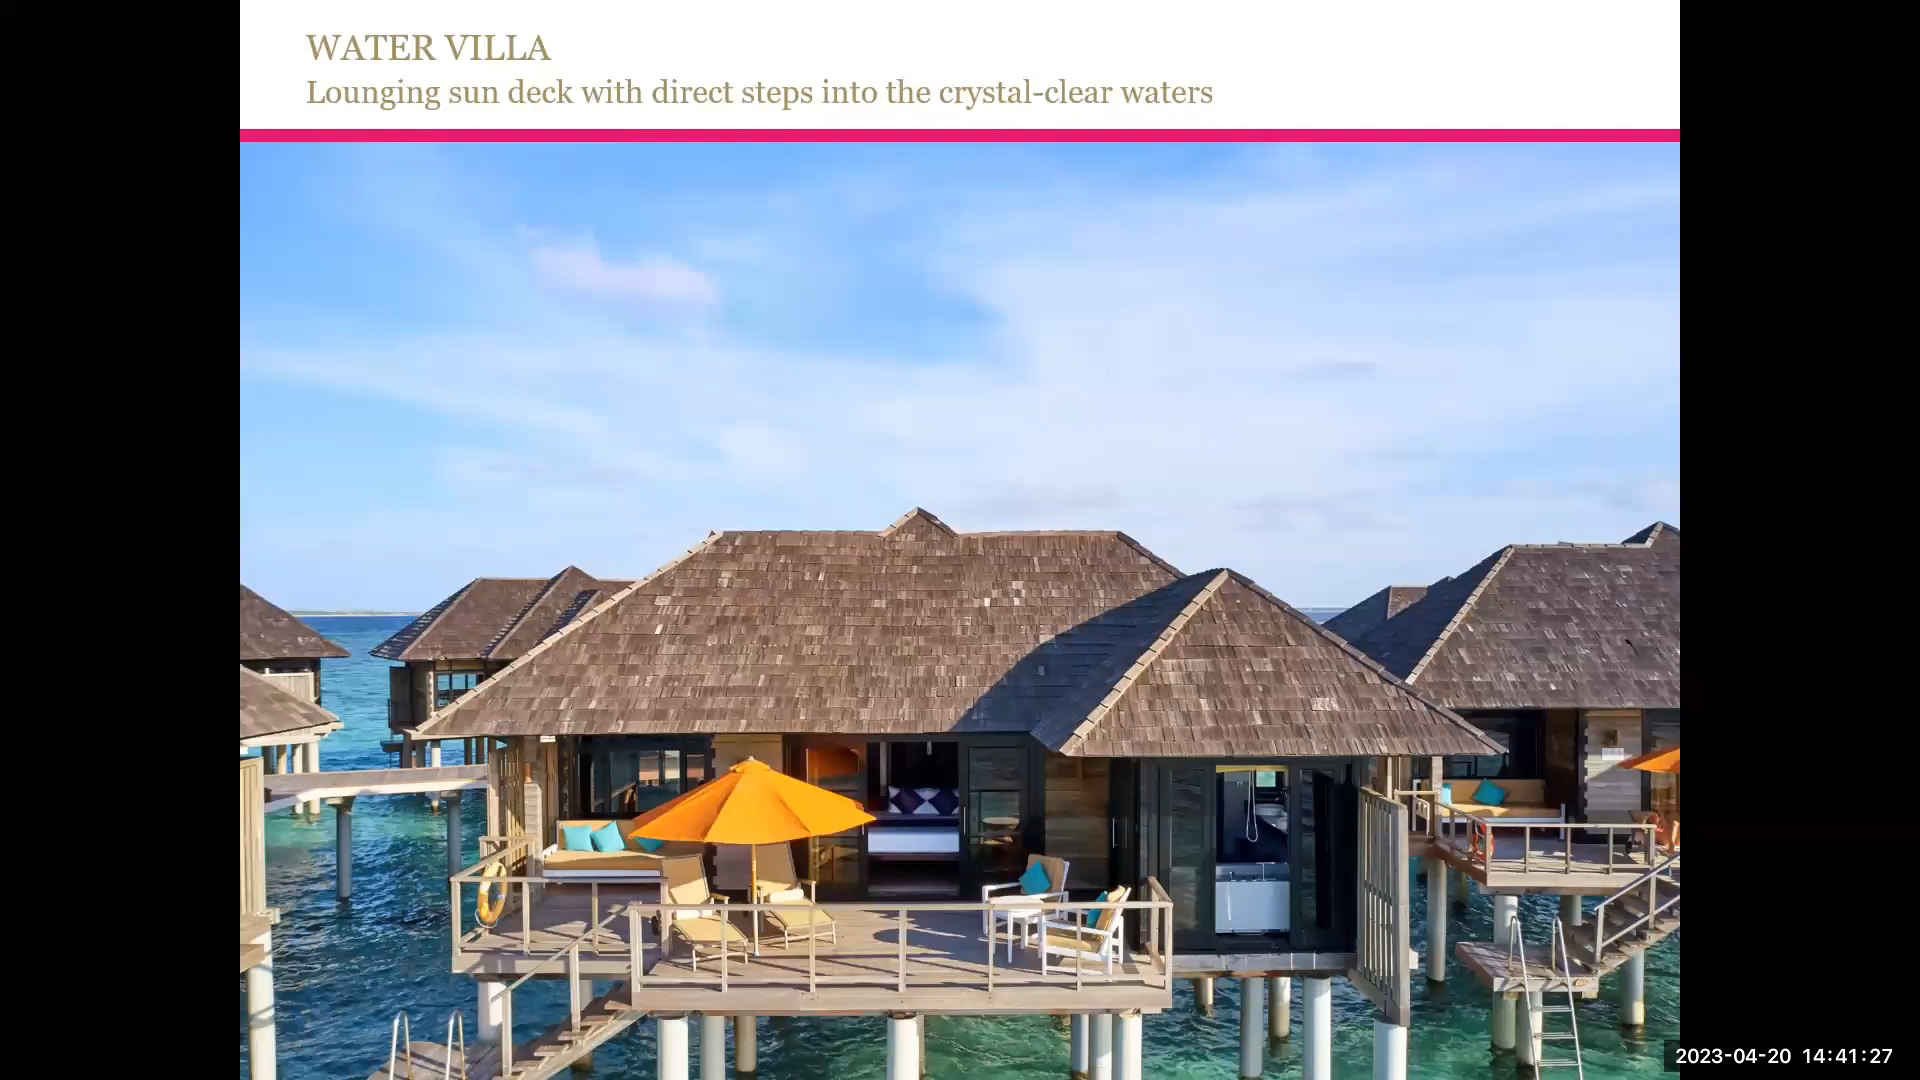 WATER VILLA
Lounging sun deck with direct steps into the crystal-clear waters
2023-04-20 14:41:27